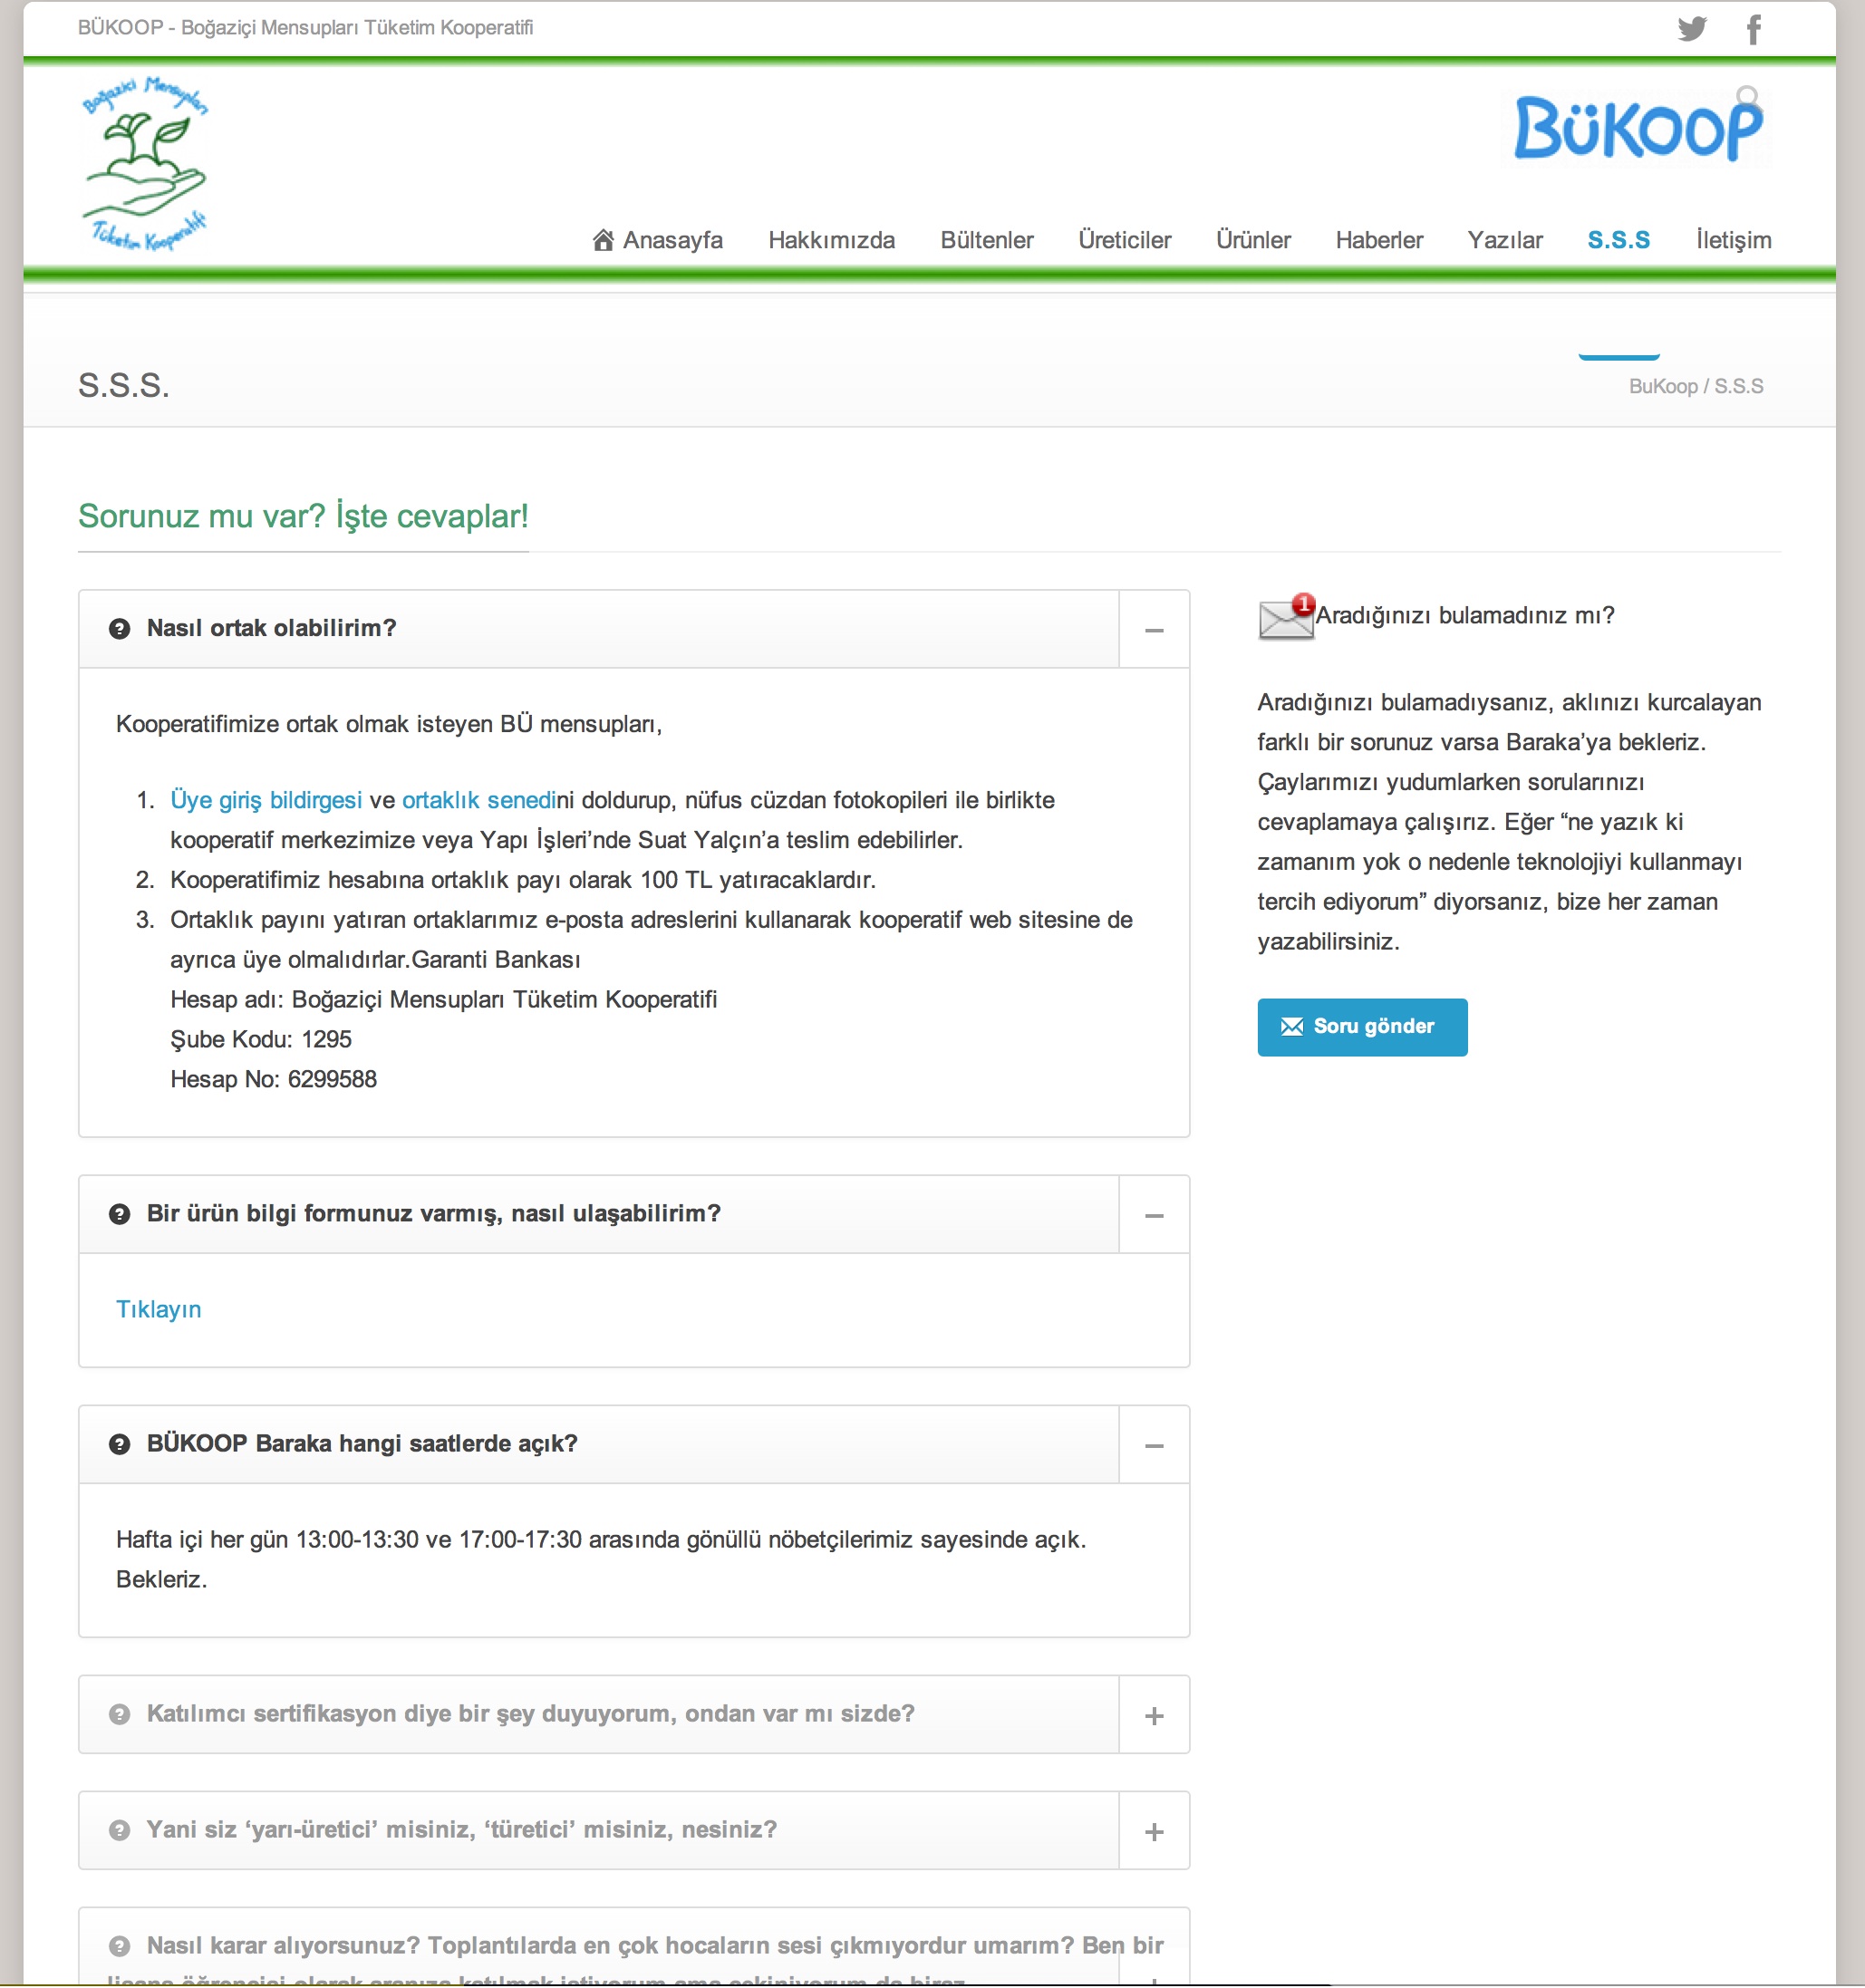 BÜKOOP - Boğaziçi Mensupları Tüketim Kooperatifi
Boğaziçi Mensupları
Tüketim Kooperatifi
BÜKOOP
Anasayfa Hakkımızda Bültenler Üreticiler Ürünler Haberler Yazılar S.S.S İletişim
S.S.S.
BuKoop / S.S.S
Sorunuz mu var? İşte cevaplar!
Nasıl ortak olabilirim?
Kooperatifimize ortak olmak isteyen BÜ mensupları,
1. Üye giriş bildirgesi ve ortaklık senedini doldurup, nüfus cüzdan fotokopileri ile birlikte
kooperatif merkezimize veya Yapı İşleri’nde Suat Yalçın’a teslim edebilirler.
2. Kooperatifimiz hesabına ortaklık payı olarak 100 TL yatıracaklardır.
3. Ortaklık payını yatıran ortaklarımız e-posta adreslerini kullanarak kooperatif web sitesine de
ayrıca üye olmalıdırlar.Garanti Bankası
Hesap adı: Boğaziçi Mensupları Tüketim Kooperatifi
Şube Kodu: 1295
Hesap No: 6299588
Bir ürün bilgi formunuz varmış, nasıl ulaşabilirim?
Tıklayın
BÜKOOP Baraka hangi saatlerde açık?
Hafta içi her gün 13:00-13:30 ve 17:00-17:30 arasında gönüllü nöbetçilerimiz sayesinde açık.
Bekleriz.
Katılımcı sertifikasyon diye bir şey duyuyorum, ondan var mı sizde?
Yani siz ‘yarı-üretici’ misiniz, ‘türetici’ misiniz, nesiniz?
Nasıl karar alıyorsunuz? Toplantılarda en çok hocaların sesi çıkmıyordur umarım? Ben bir
lisans öğrencisi olarak aranıza katılmak istiyorum ama çekiniyorum da biraz
1
Aradığınızı bulamadınız mı?
Aradığınızı bulamadıysanız, aklınızı kurcalayan
farklı bir sorunuz varsa Baraka’ya bekleriz.
Çaylarımızı yudumlarken sorularınızı
cevaplamaya çalışırız. Eğer “ne yazık ki
zamanım yok o nedenle teknolojiyi kullanmayı
tercih ediyorum” diyorsanız, bize her zaman
yazabilirsiniz.
Soru gönder